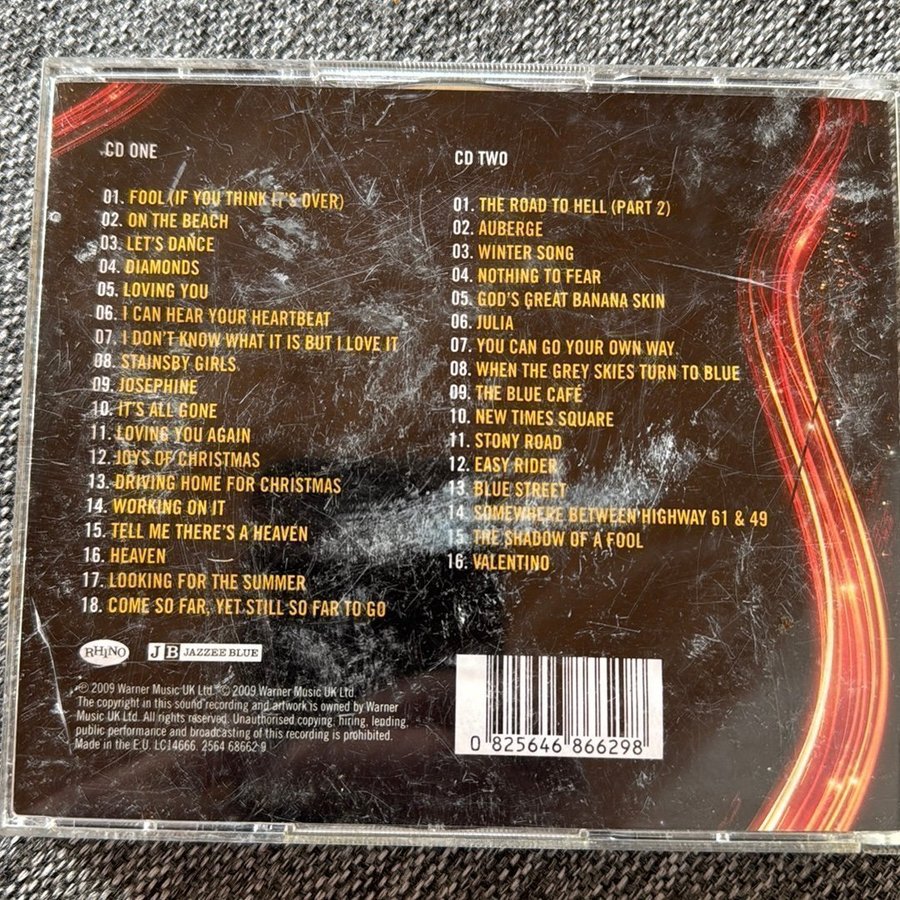 CD ONE
01. FOOL (IF YOU THINK IT'S OVER)
02. ON THE BEACH
03. LET'S DANCE
04. DIAMONDS
05. LOVING YOU
06. I CAN HEAR YOUR HEARTBEAT
07. I DON'T KNOW WHAT IT IS BUT I LOVE IT
08. STAINSBY GIRLS
09. JOSEPHINE
10. IT'S ALL GONE
11. LOVING YOU AGAIN
12. JOYS OF CHRISTMAS
13. DRIVING HOME FOR CHRISTMAS
14. WORKING ON IT
15. TELL ME THERE'S A HEAVEN
16. HEAVEN
17. LOOKING FOR THE SUMMER
18. COME SO FAR, YET STILL SO FAR TO GO
CD TWO
01. THE ROAD TO HELL (PART 2)
02. AUBERGE
03. WINTER SONG
04. NOTHING TO FEAR
05. GOD'S GREAT BANANA SKIN
06. JULIA
07. YOU CAN GO YOUR OWN WAY
08. WHEN THE GREY SKIES TURN TO BLUE
09. THE BLUE CAFÉ
10. NEW TIMES SQUARE
11. STONY ROAD
12. EASY RIDER
13. BLUE STREET
14. SOMEWHERE BETWEEN HIGHWAY 61 & 49
15. THE SHADOW OF A FOOL
16. VALENTINO
RHINO JB JAZZEE BLUE
℗ 2009 Warner Music UK Ltd. © 2009 Warner Music UK Ltd.
The copyright in this sound recording and artwork is owned by Warner
Music UK Ltd. All rights reserved. Unauthorised copying, hiring, lending,
public performance and broadcasting of this recording is prohibited.
Made in the E.U. LC14666. 2564 68662 9
0 825646 866298